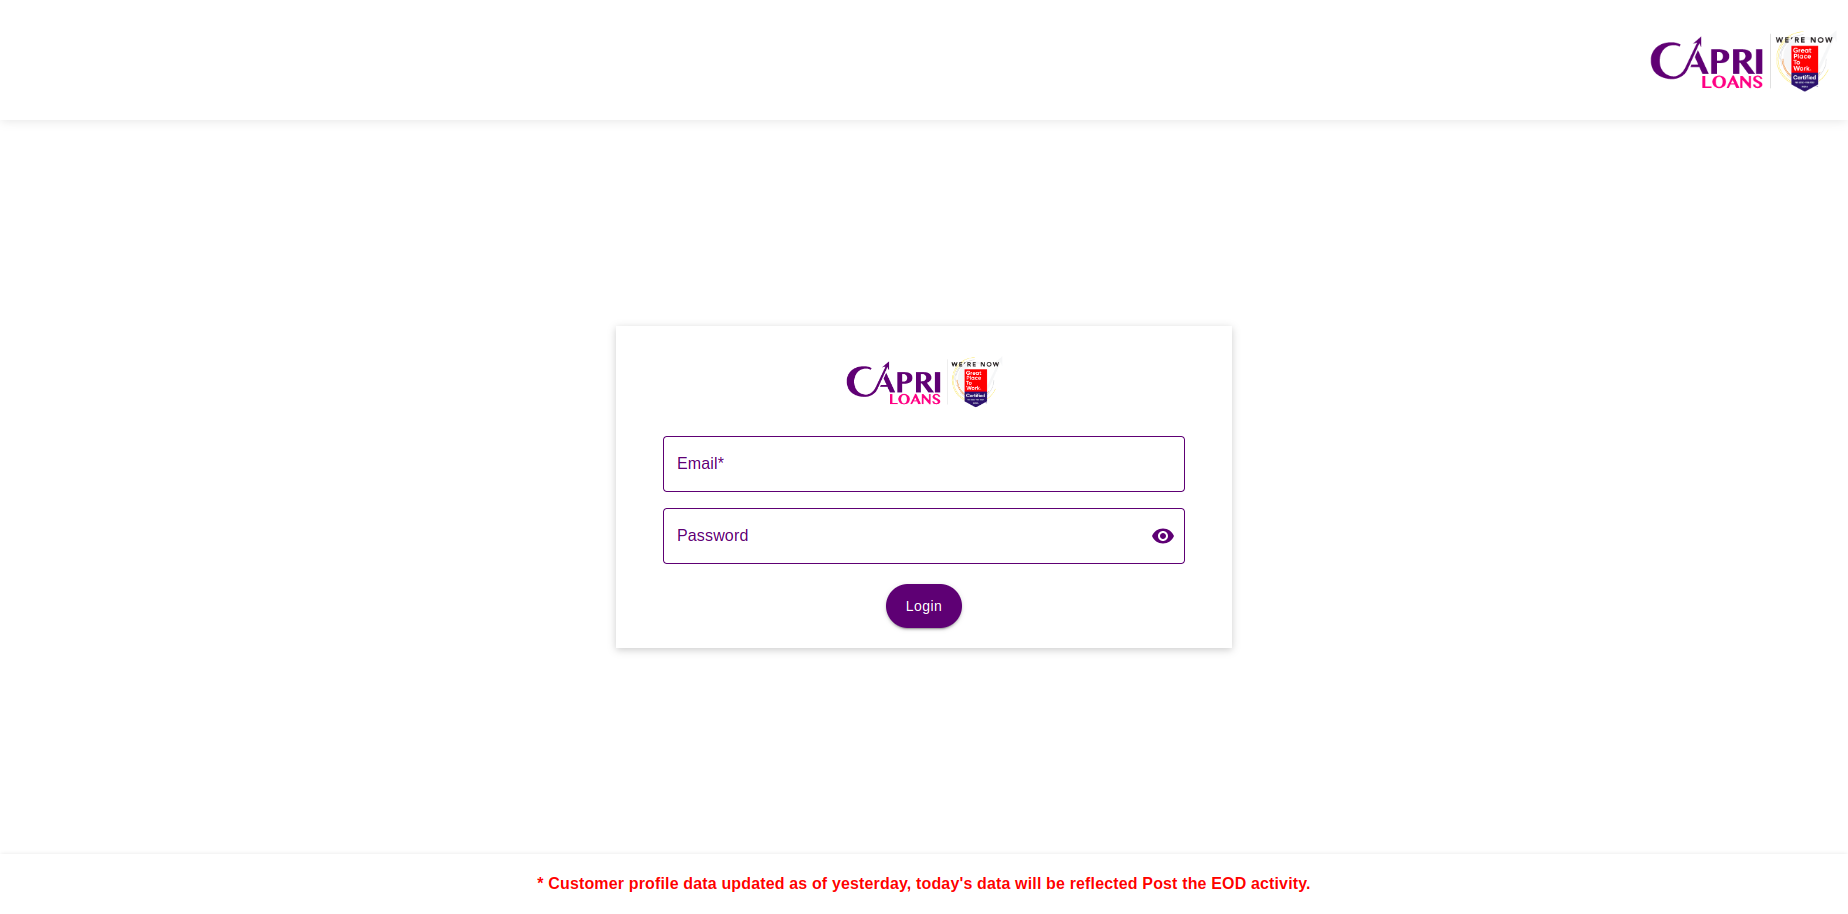 CAPRI
LOANS
WE'RE NOW
Great
Place
To
Work.
Certified
CAPRI
LOANS
WE'RE NOW
Great
Place
To
Work.
Certified
Email*
Password
Login
* Customer profile data updated as of yesterday, today's data will be reflected Post the EOD activity.